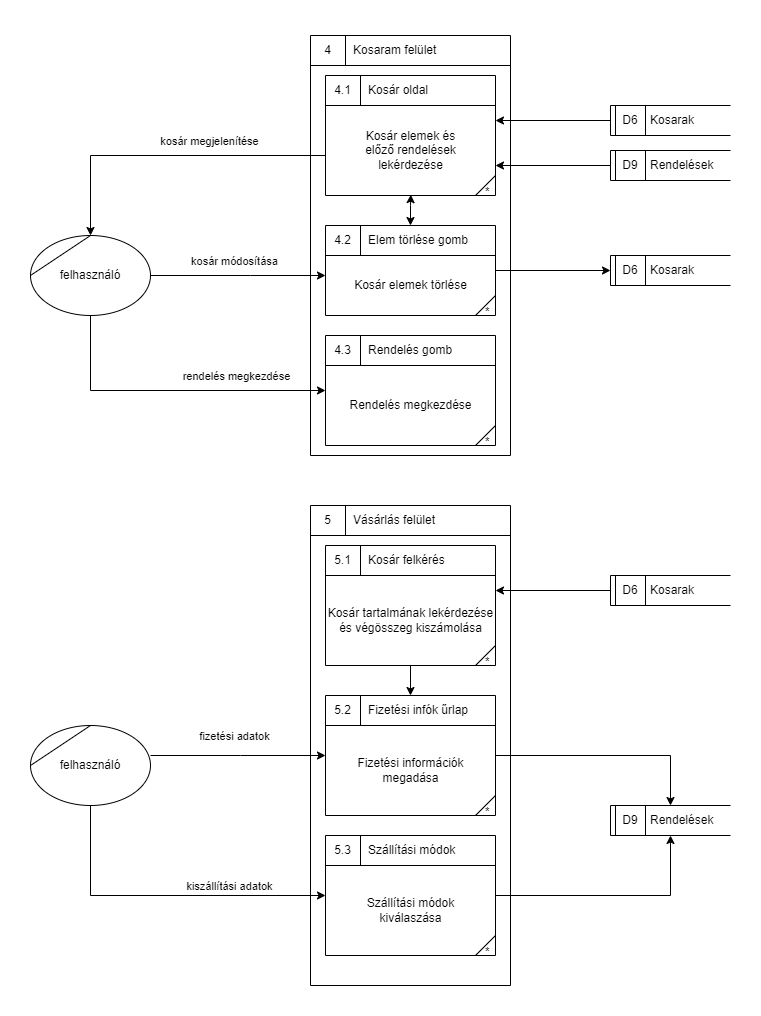 4 Kosaram felület
4.1 Kosár oldal
Kosár elemek és
előző rendelések
lekérdezése
*
D6 Kosarak
D9 Rendelések
kosár megjelenítése
felhasználó
kosár módosítása
4.2 Elem törlése gomb
Kosár elemek törlése
*
D6 Kosarak
rendelés megkezdése
4.3 Rendelés gomb
Rendelés megkezdése
*
5 Vásárlás felület
5.1 Kosár felkérés
Kosár tartalmának lekérdezése
és végösszeg kiszámolása
*
D6 Kosarak
felhasználó
fizetési adatok
5.2 Fizetési infók űrlap
Fizetési információk
megadása
*
D9 Rendelések
kiszállítási adatok
5.3 Szállítási módok
Szállítási módok
kiválaszása
*